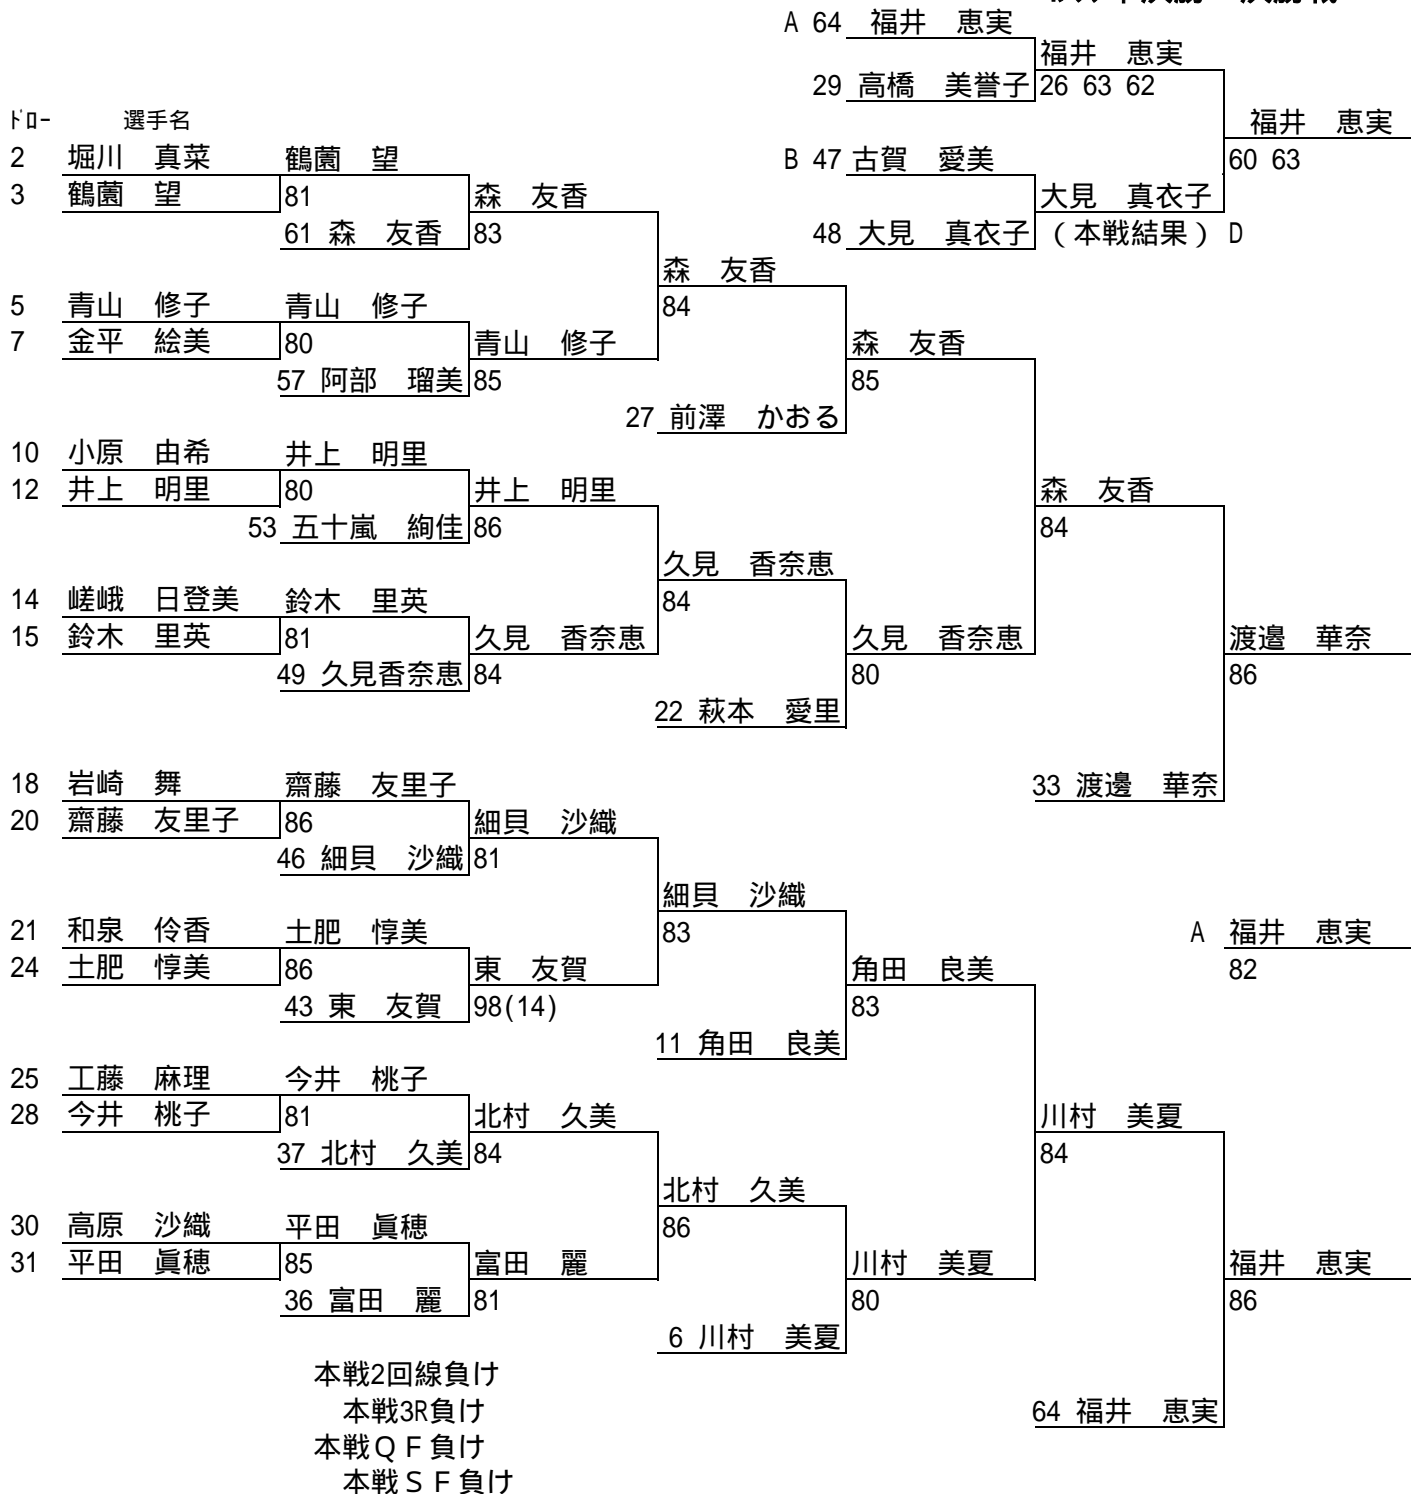 A 64 福井 恵実
福井 恵実
29 高橋 美誉子 26 63 62
ﾄﾞﾛｰ 選手名 福井 恵実
2 堀川 真菜 鶴薗 望 B 47 古賀 愛美 60 63
3 鶴薗 望 81 森 友香 大見 真衣子
61 森 友香 83 48 大見 真衣子 (本戦結果) D
森 友香
5 青山 修子 青山 修子 84
7 金平 絵美 80 青山 修子 森 友香
57 阿部 瑠美 85 85
27 前澤 かおる
10 小原 由希 井上 明里
12 井上 明里 80 井上 明里 森 友香
53 五十嵐 絢佳 86 84
久見 香奈恵
14 嵯峨 日登美 鈴木 里英 84
15 鈴木 里英 81 久見 香奈恵 久見 香奈恵 渡邉 華奈
49 久見香奈恵 84 80 86
22 萩本 愛里
18 岩崎 舞 齋藤 友里子 33 渡邉 華奈
20 齋藤 友里子 86 細貝 沙織
46 細貝 沙織 81
細貝 沙織
21 和泉 伶香 土肥 惇美 83 A 福井 恵実
24 土肥 惇美 86 東 友賀 角田 良美 82
43 東 友賀 98(14) 83
11 角田 良美
25 工藤 麻理 今井 桃子
28 今井 桃子 81 北村 久美 川村 美夏
37 北村 久美 84 84
北村 久美
30 高原 沙織 平田 眞穂 86
31 平田 眞穂 85 富田 麗 川村 美夏 福井 恵実
36 富田 麗 81 80 86
6 川村 美夏
本戦2回線負け
本戦3R負け 64 福井 恵実
本戦QF負け
本戦SF負け